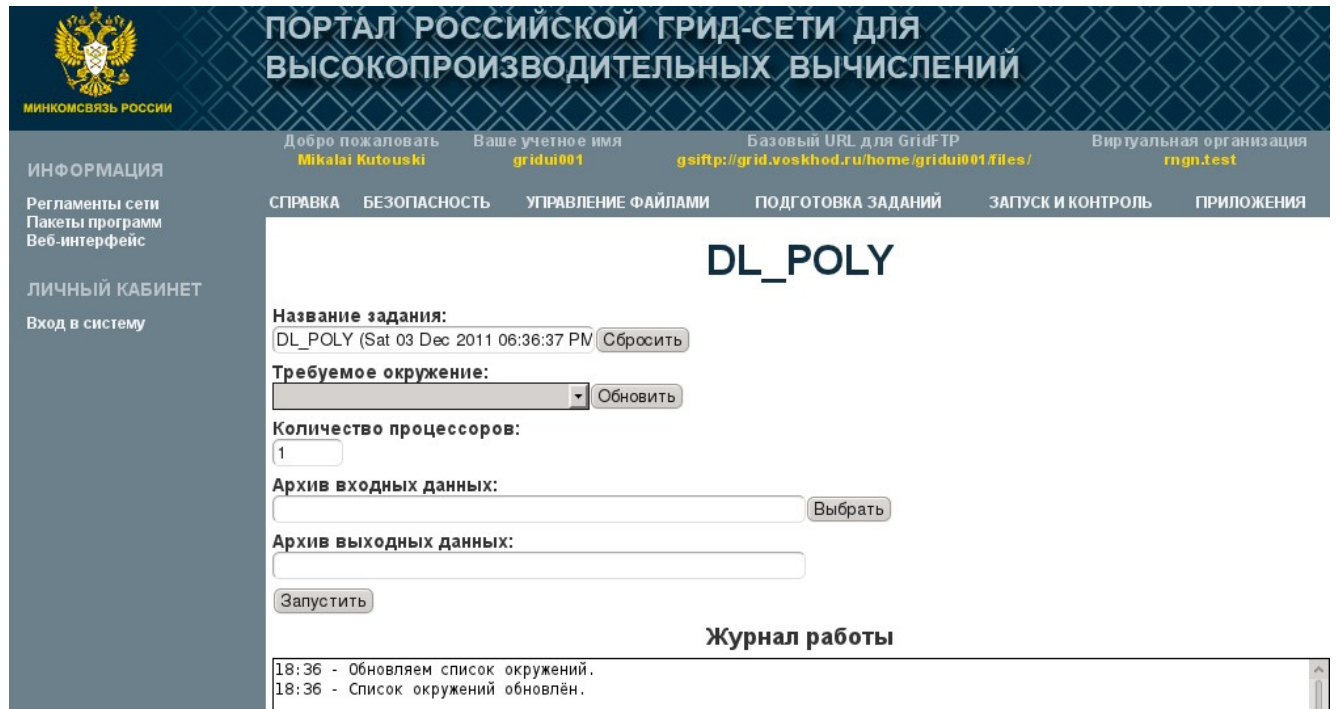 ПОРТАЛ РОССИЙСКОЙ ГРИД-СЕТИ ДЛЯ
ВЫСОКОПРОИЗВОДИТЕЛЬНЫХ ВЫЧИСЛЕНИЙ
МИНКОМСВЯЗЬ РОССИИ
Добро пожаловать Ваше учетное имя Базовый URL для GridFTP Виртуальная организация
Mikalai Kutouski gridui001 gsiftp://grid.voskhod.ru/home/gridui001/files/ rngn.test
СПРАВКА БЕЗОПАСНОСТЬ УПРАВЛЕНИЕ ФАЙЛАМИ ПОДГОТОВКА ЗАДАНИЙ ЗАПУСК И КОНТРОЛЬ ПРИЛОЖЕНИЯ
ИНФОРМАЦИЯ
Регламенты сети
Пакеты программ
Веб-интерфейс
ЛИЧНЫЙ КАБИНЕТ
Вход в систему
DL_POLY
Название задания:
DL_POLY (Sat 03 Dec 2011 06:36:37 PM Сбросить
Требуемое окружение:
Обновить
Количество процессоров:
1
Архив входных данных:
Выбрать
Архив выходных данных:
Запустить
Журнал работы
18:36 - Обновляем список окружений.
18:36 - Список окружений обновлён.